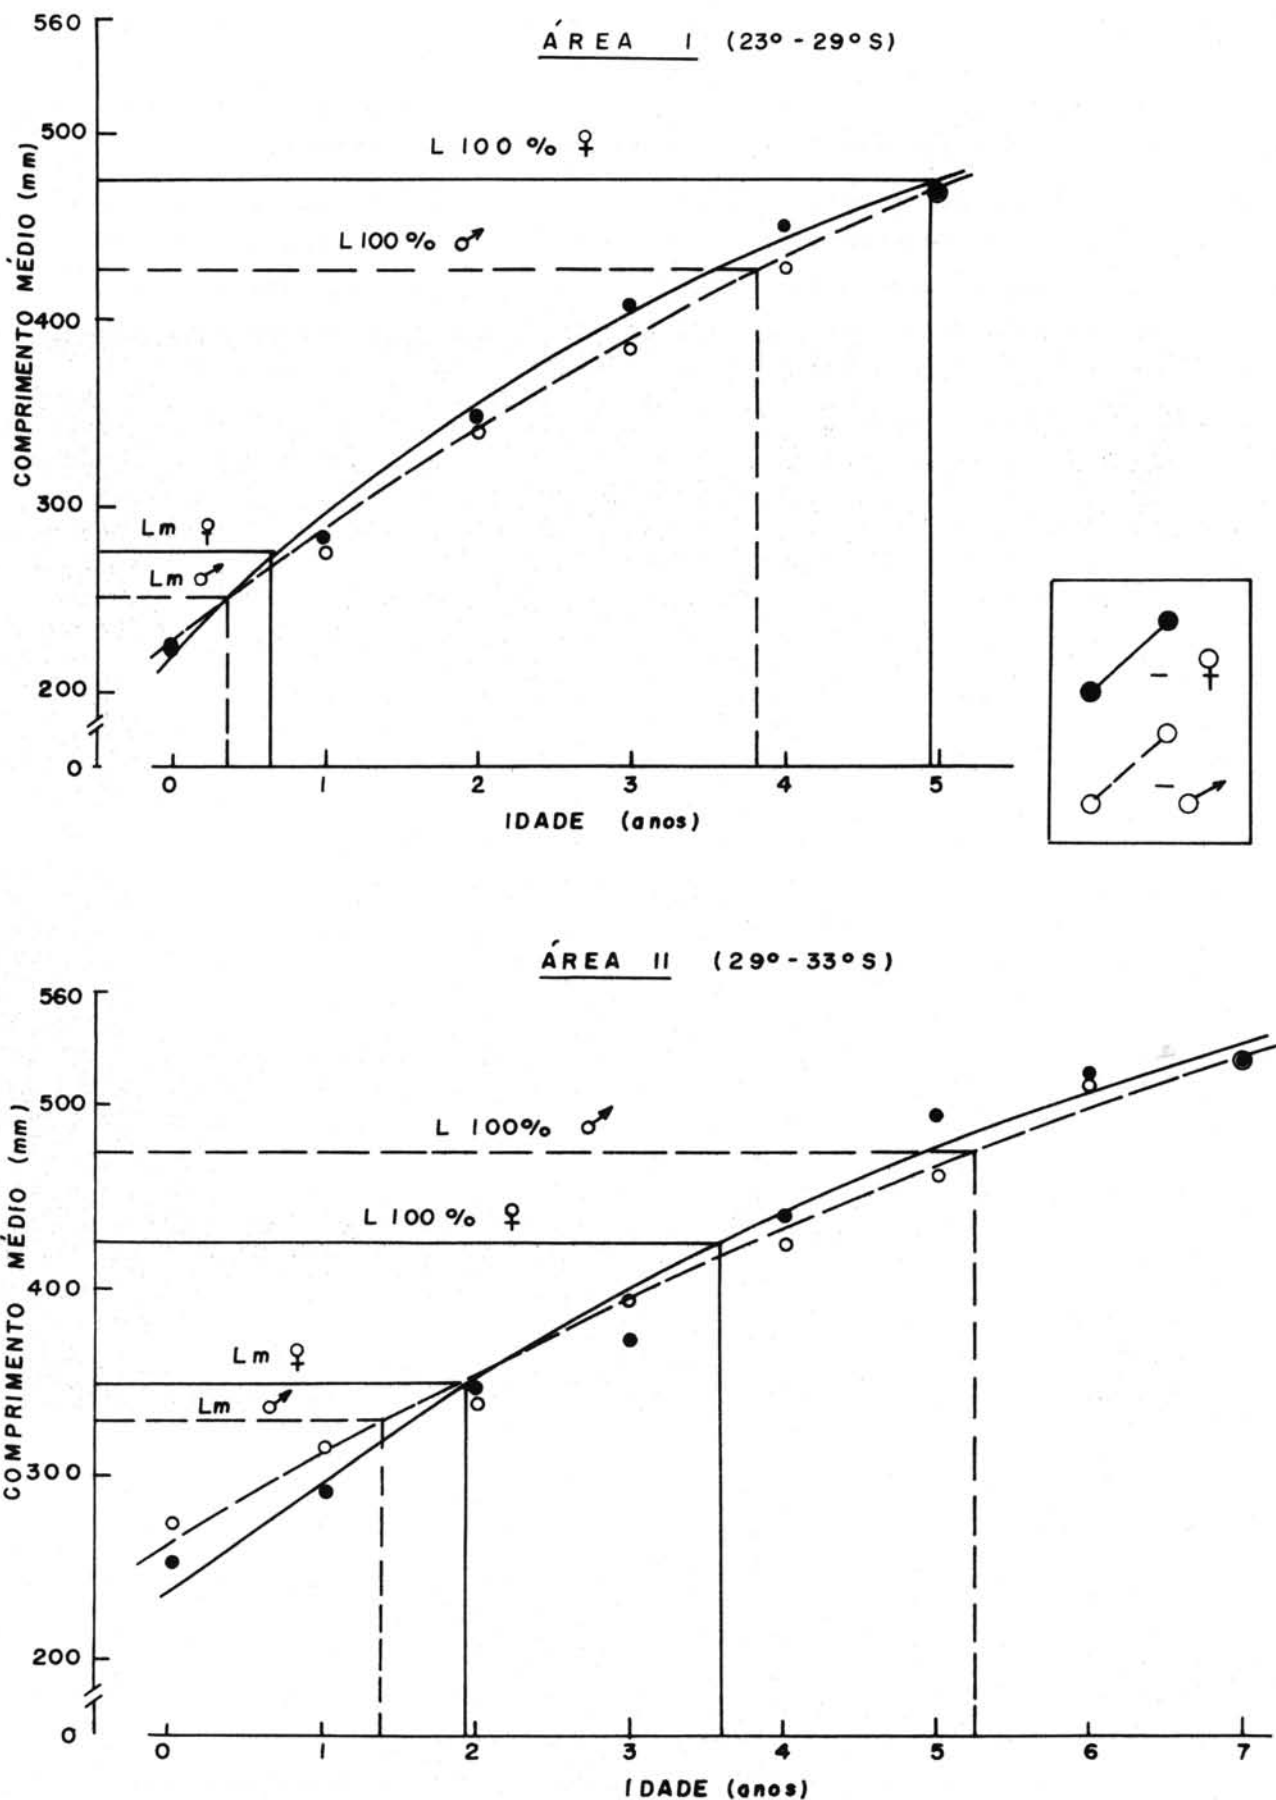 ÁREA I (23° - 29° S)
560
500
400
300
200
0
COMPRIMENTO MÉDIO (mm)
L 100 % ♀
L 100 % ♂
Lm ♀
Lm ♂
0 1 2 3 4 5
IDADE (anos)
- ♀
- ♂
ÁREA II (29° - 33° S)
560
500
400
300
200
0
COMPRIMENTO MÉDIO (mm)
L 100% ♂
L 100 % ♀
Lm ♀
Lm ♂
0 1 2 3 4 5 6 7
IDADE (anos)